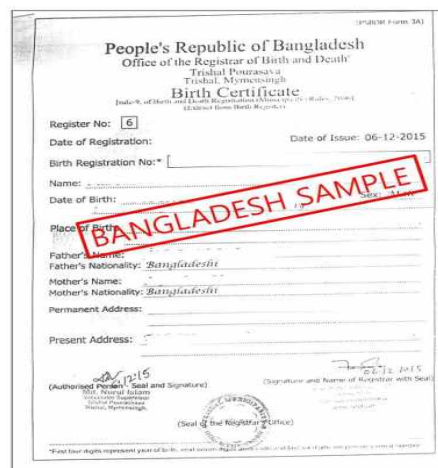 People's Republic of Bangladesh
Office of the Registrar of Birth and Death
Trishal Pourasava
Trishal, Mymensingh,
Birth Certificate
Register No: 6
Date of Registration:
Date of Issue: 06-12-2015
Birth Registration No:*
Name:
Date of Birth:
Sex:
BANGLADESH SAMPLE
Place of Birth:
Father's Name:
Father's Nationality: Bangladeshi
Mother's Name:
Mother's Nationality: Bangladeshi
Permanent Address:
Present Address:
(Authorised Person Seal and Signature)
Md. Nurul Islam
(Signature and Name of Registrar with Seal)
(Seal of the Registrar Office)